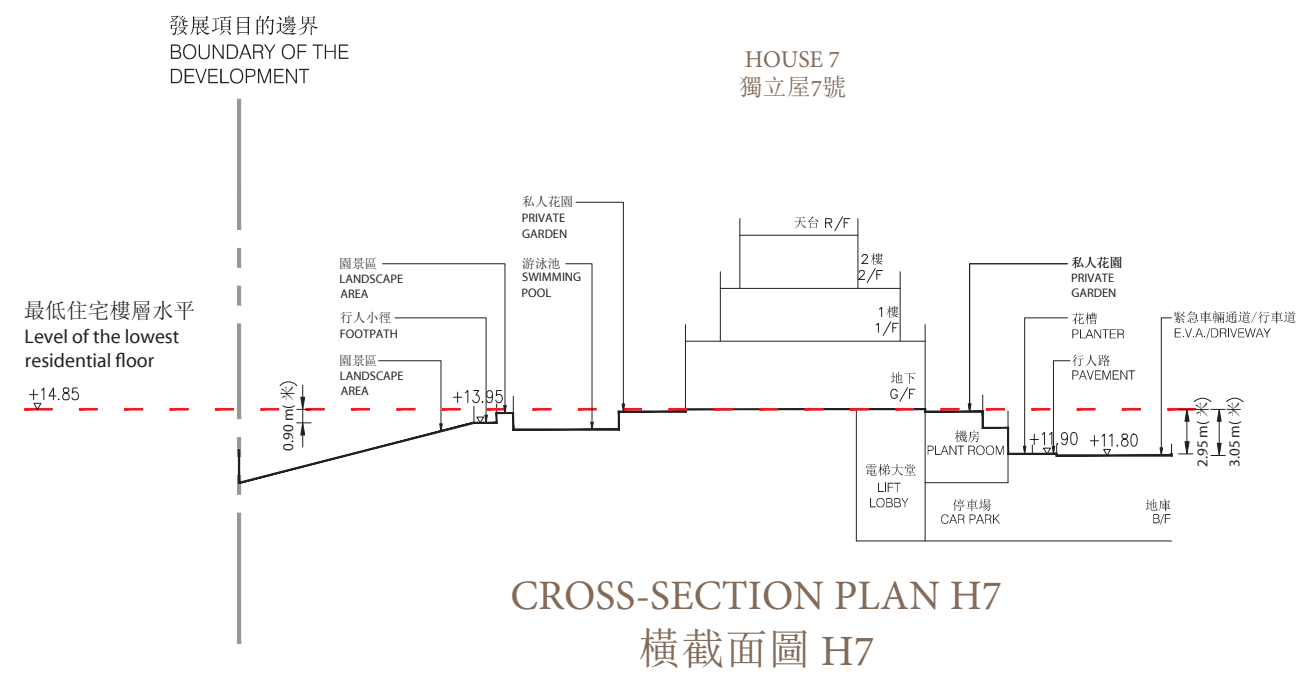 發展項目的邊界
BOUNDARY OF THE
DEVELOPMENT
HOUSE 7
獨立屋7號
私人花園
PRIVATE
GARDEN
天台 R/F
園景區
LANDSCAPE
AREA
游泳池
SWIMMING
POOL
2樓
2/F
私人花園
PRIVATE
GARDEN
最低住宅樓層水平
Level of the lowest
residential floor
行人小徑
FOOTPATH
1樓
1/F
花槽
PLANTER
緊急車輛通道/行車道
E.V.A./DRIVEWAY
園景區
LANDSCAPE
AREA
行人路
PAVEMENT
地下
G/F
+14.85
+13.95
0.90 m(米)
機房
PLANT ROOM
+11.90
+11.80
2.95 m(米)
3.05 m(米)
電梯大堂
LIFT
LOBBY
停車場
CAR PARK
地庫
B/F
CROSS-SECTION PLAN H7
橫截面圖 H7